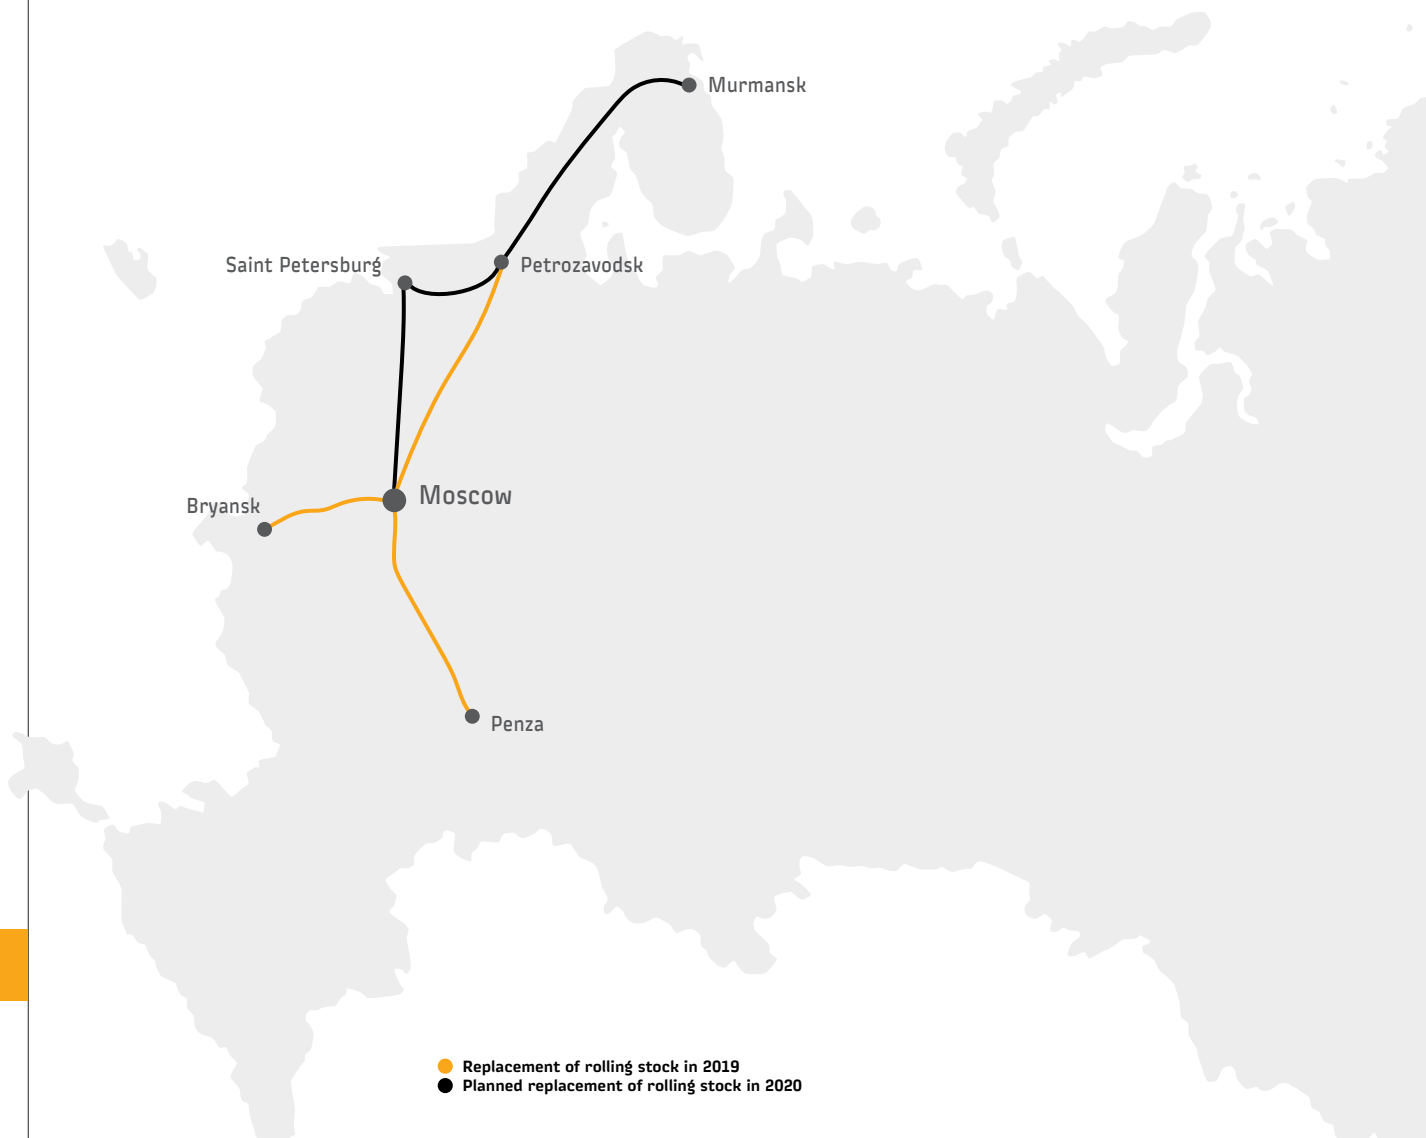 Murmansk
Saint Petersburg
Petrozavodsk
Moscow
Bryansk
Penza
Replacement of rolling stock in 2019
Planned replacement of rolling stock in 2020